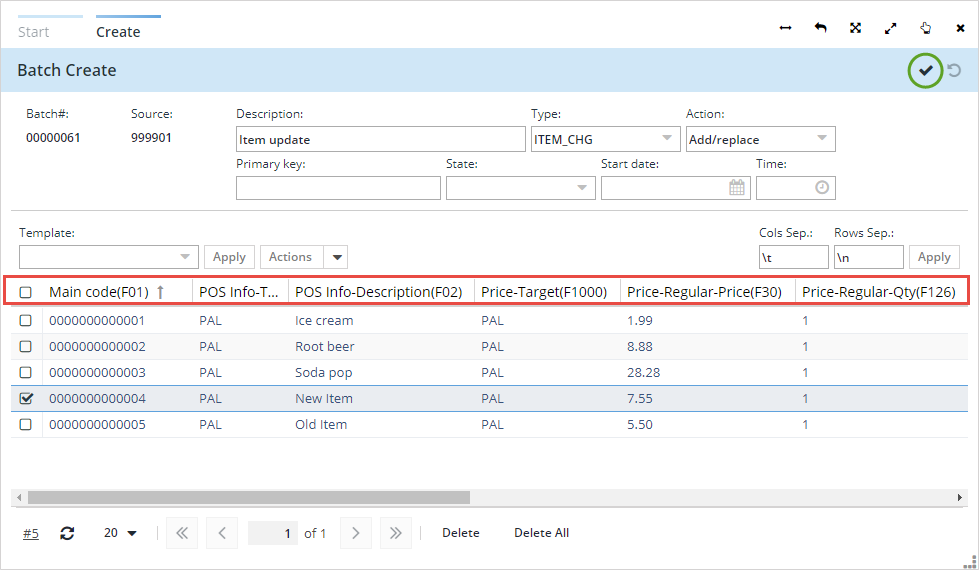 Start Create
Batch Create
Batch#: Source: Description: Type: Action:
00000061 999901 Item update ITEM_CHG Add/replace
Primary key: State: Start date: Time:
Template: Cols Sep.: Rows Sep.:
Apply Actions \t \n Apply
Main code(F01) POS Info-T... POS Info-Description(F02) Price-Target(F1000) Price-Regular-Price(F30) Price-Regular-Qty(F126)
0000000000001 PAL Ice cream PAL 1.99 1
0000000000002 PAL Root beer PAL 8.88 1
0000000000003 PAL Soda pop PAL 28.28 1
0000000000004 PAL New Item PAL 7.55 1
0000000000005 PAL Old Item PAL 5.50 1
#5 20 1 of 1 Delete Delete All